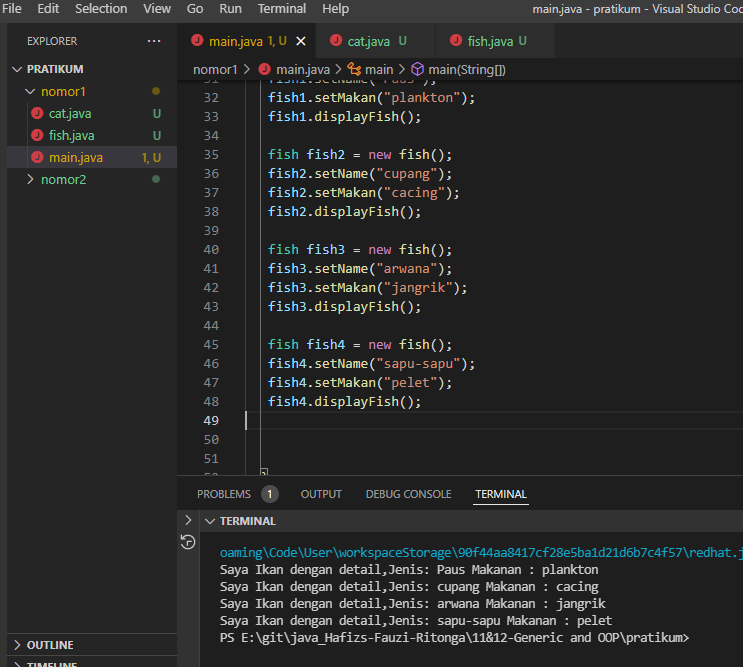 File Edit Selection View Go Run Terminal Help main.java - pratikum - Visual Studio Cod
EXPLORER ...
PRATIKUM
nomor1
cat.java U
fish.java U
main.java 1, U
nomor2
OUTLINE
TIMELINE
main.java 1, U cat.java U fish.java U
nomor1 > main.java > main > main(String[])
31 fish1.setName("Paus");
32 fish1.setMakan("plankton");
33 fish1.displayFish();
34
35 fish fish2 = new fish();
36 fish2.setName("cupang");
37 fish2.setMakan("cacing");
38 fish2.displayFish();
39
40 fish fish3 = new fish();
41 fish3.setName("arwana");
42 fish3.setMakan("jangrik");
43 fish3.displayFish();
44
45 fish fish4 = new fish();
46 fish4.setName("sapu-sapu");
47 fish4.setMakan("pelet");
48 fish4.displayFish();
49
50
51
PROBLEMS 1 OUTPUT DEBUG CONSOLE TERMINAL
TERMINAL
oaming\Code\User\workspaceStorage\90f44aa8417cf28e5ba1d21d6b7c4f57\redhat.j
Saya Ikan dengan detail,Jenis: Paus Makanan : plankton
Saya Ikan dengan detail,Jenis: cupang Makanan : cacing
Saya Ikan dengan detail,Jenis: arwana Makanan : jangrik
Saya Ikan dengan detail,Jenis: sapu-sapu Makanan : pelet
PS E:\git\java_Hafizs-Fauzi-Ritonga\11&12-Generic and OOP\pratikum>